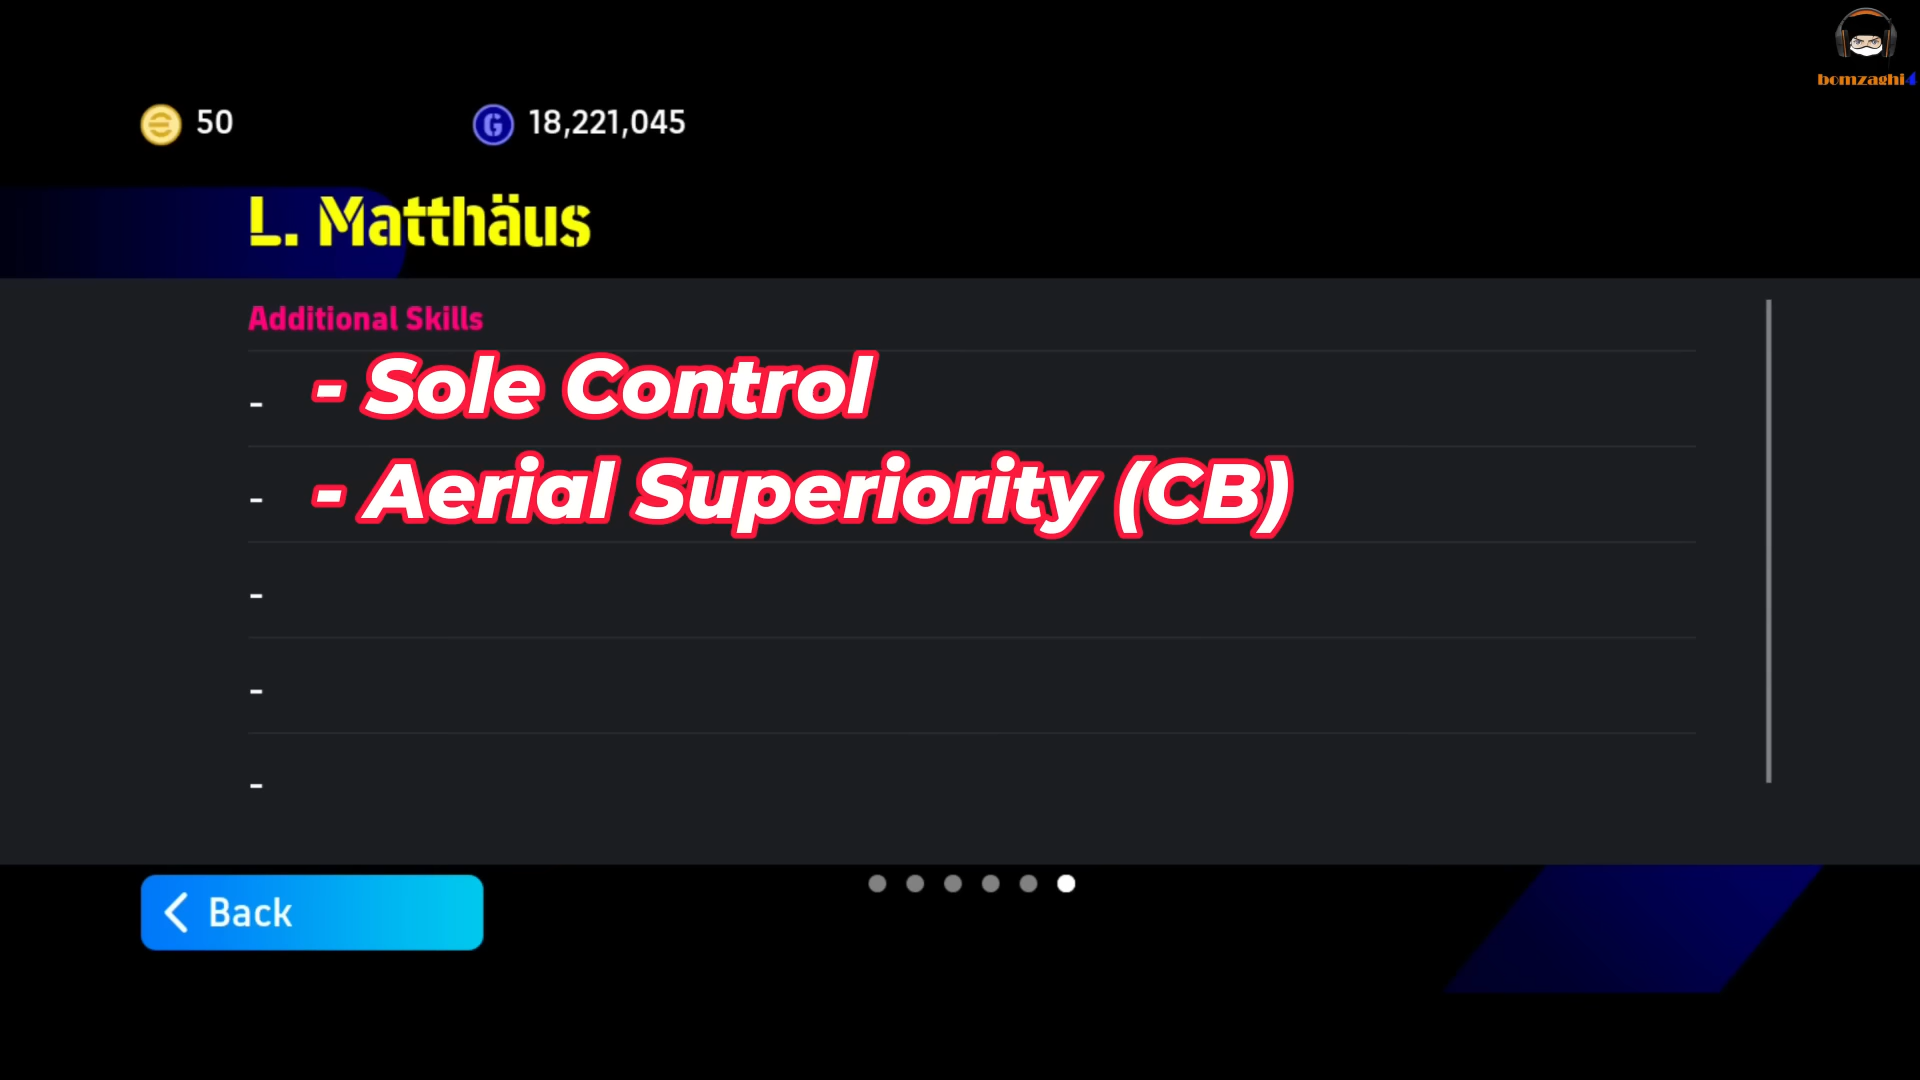 bomzaghi4
50
G 18,221,045
L. Matthäus
Additional Skills
- - Sole Control
- - Aerial Superiority (CB)
-
-
-
Back